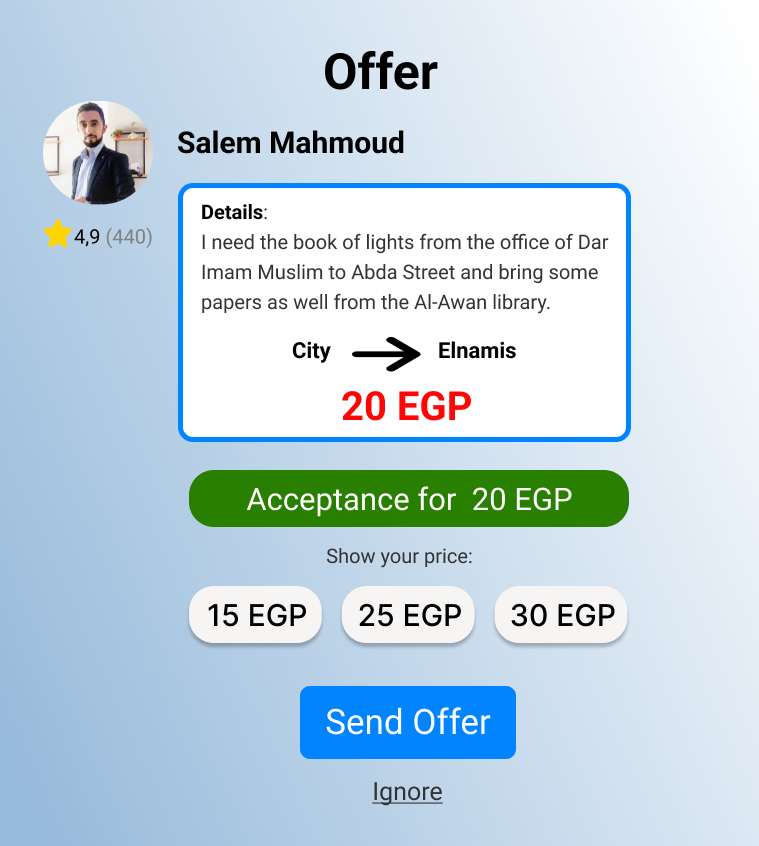 Offer
Salem Mahmoud
4,9 (440)
Details:
I need the book of lights from the office of Dar
Imam Muslim to Abda Street and bring some
papers as well from the Al-Awan library.
City Elnamis
20 EGP
Acceptance for 20 EGP
Show your price:
15 EGP 25 EGP 30 EGP
Send Offer
Ignore